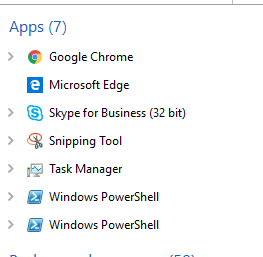 Apps (7)
Google Chrome
Microsoft Edge
Skype for Business (32 bit)
Snipping Tool
Task Manager
Windows PowerShell
Windows PowerShell